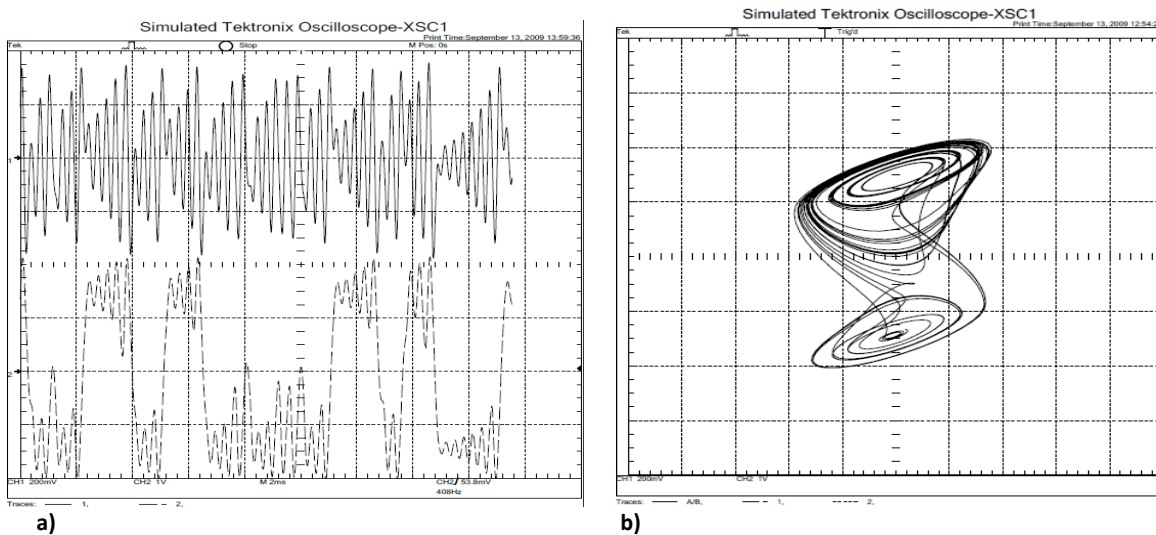 Simulated Tektronix Oscilloscope-XSC1
Print Time:September 13, 2009 13:59:36
Tek Stop M Pos: 0s
1
2
CH1 200mV CH2 1V M 2ms CH2/ 53.8mV
408Hz
Traces: 1, 2,
a)
Simulated Tektronix Oscilloscope-XSC1
Print Time:September 13, 2009 12:54:2
Tek Trig'd
CH1 200mV CH2 1V
Traces: A/B, 1, 2,
b)